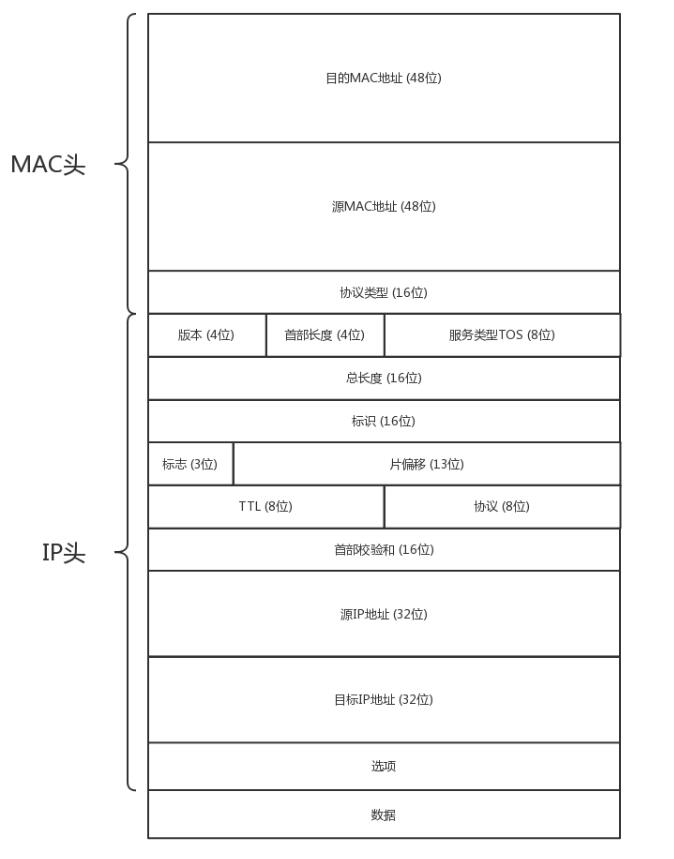 目的MAC地址 (48位)
MAC头
源MAC地址 (48位)
协议类型 (16位)
版本 (4位)
首部长度 (4位)
服务类型TOS (8位)
总长度 (16位)
标识 (16位)
标志 (3位)
片偏移 (13位)
TTL (8位)
协议 (8位)
IP头
首部校验和 (16位)
源IP地址 (32位)
目标IP地址 (32位)
选项
数据